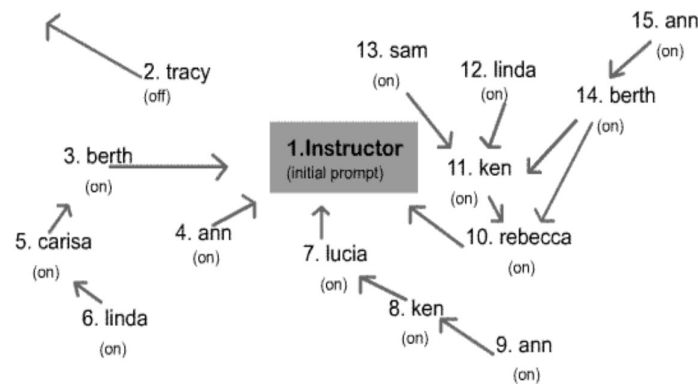 15. ann
(on)
13. sam
(on)
12. linda
(on)
2. tracy
(off)
14. berth
(on)
1.Instructor
(initial prompt)
3. berth
(on)
11. ken
(on)
4. ann
(on)
5. carisa
(on)
10. rebecca
(on)
7. lucia
(on)
6. linda
(on)
8. ken
(on)
9. ann
(on)